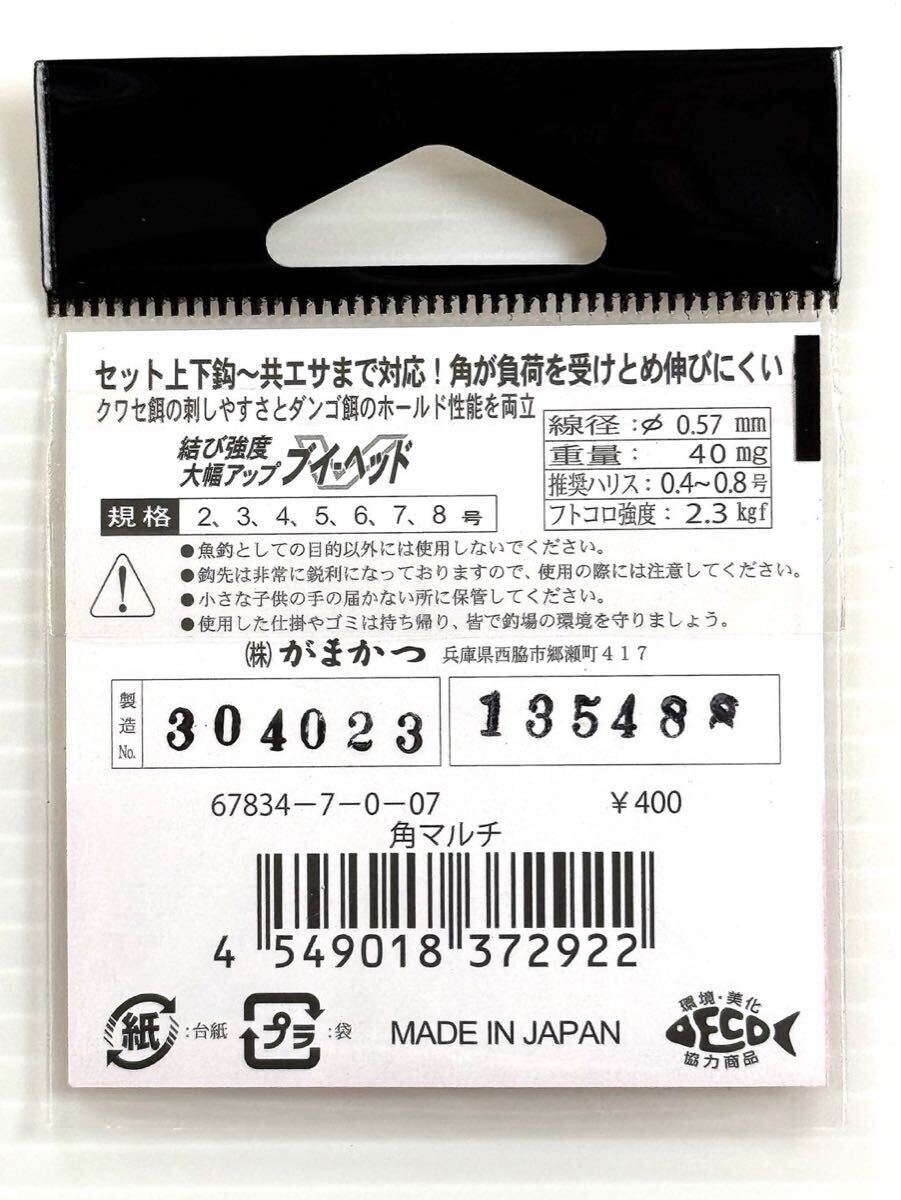 セット上下鈎～共エサまで対応！角が負荷を受けとめ伸びにくい
クワセ餌の刺しやすさとダンゴ餌のホールド性能を両立
結び強度
大幅アップ ブイ・ヘッド
線径:φ 0.57 mm
重量: 40 mg
推奨ハリス:0.4～0.8号
フトコロ強度:2.3 kgf
規格 2、3、4、5、6、7、8 号
●魚釣としての目的以外には使用しないでください。
●鈎先は非常に鋭利になっておりますので、使用の際には注意してください。
●小さな子供の手の届かない所に保管してください。
●使用した仕掛やゴミは持ち帰り、皆で釣場の環境を守りましょう。
㈱がまかつ 兵庫県西脇市郷瀬町417
製造No. 304023 13548
67834-7-0-07 ¥400
角マルチ
4 549018 372922
紙:台紙 プラ:袋 MADE IN JAPAN
環境・美化
ECO
協力商品